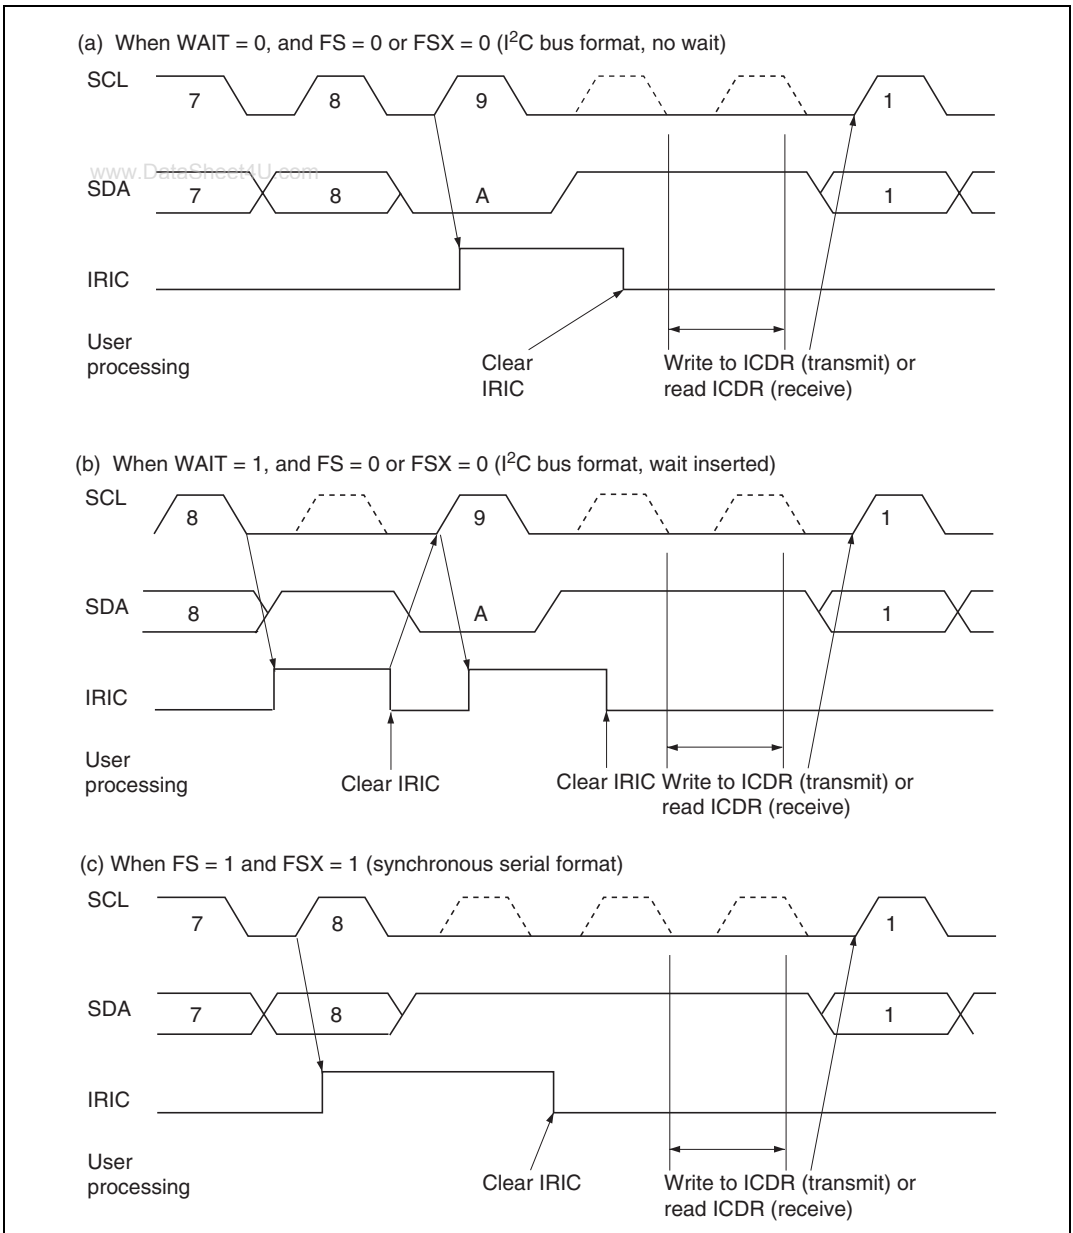 (a) When WAIT = 0, and FS = 0 or FSX = 0 (I²C bus format, no wait)
SCL
7 8 9 1
www.DataSheet4U.com
SDA
7 8 A 1
IRIC
User
processing
Clear
IRIC
Write to ICDR (transmit) or
read ICDR (receive)
(b) When WAIT = 1, and FS = 0 or FSX = 0 (I²C bus format, wait inserted)
SCL
8 9 1
SDA
8 A 1
IRIC
User
processing
Clear IRIC
Clear IRIC
Write to ICDR (transmit) or
read ICDR (receive)
(c) When FS = 1 and FSX = 1 (synchronous serial format)
SCL
7 8 1
SDA
7 8 1
IRIC
User
processing
Clear IRIC
Write to ICDR (transmit) or
read ICDR (receive)